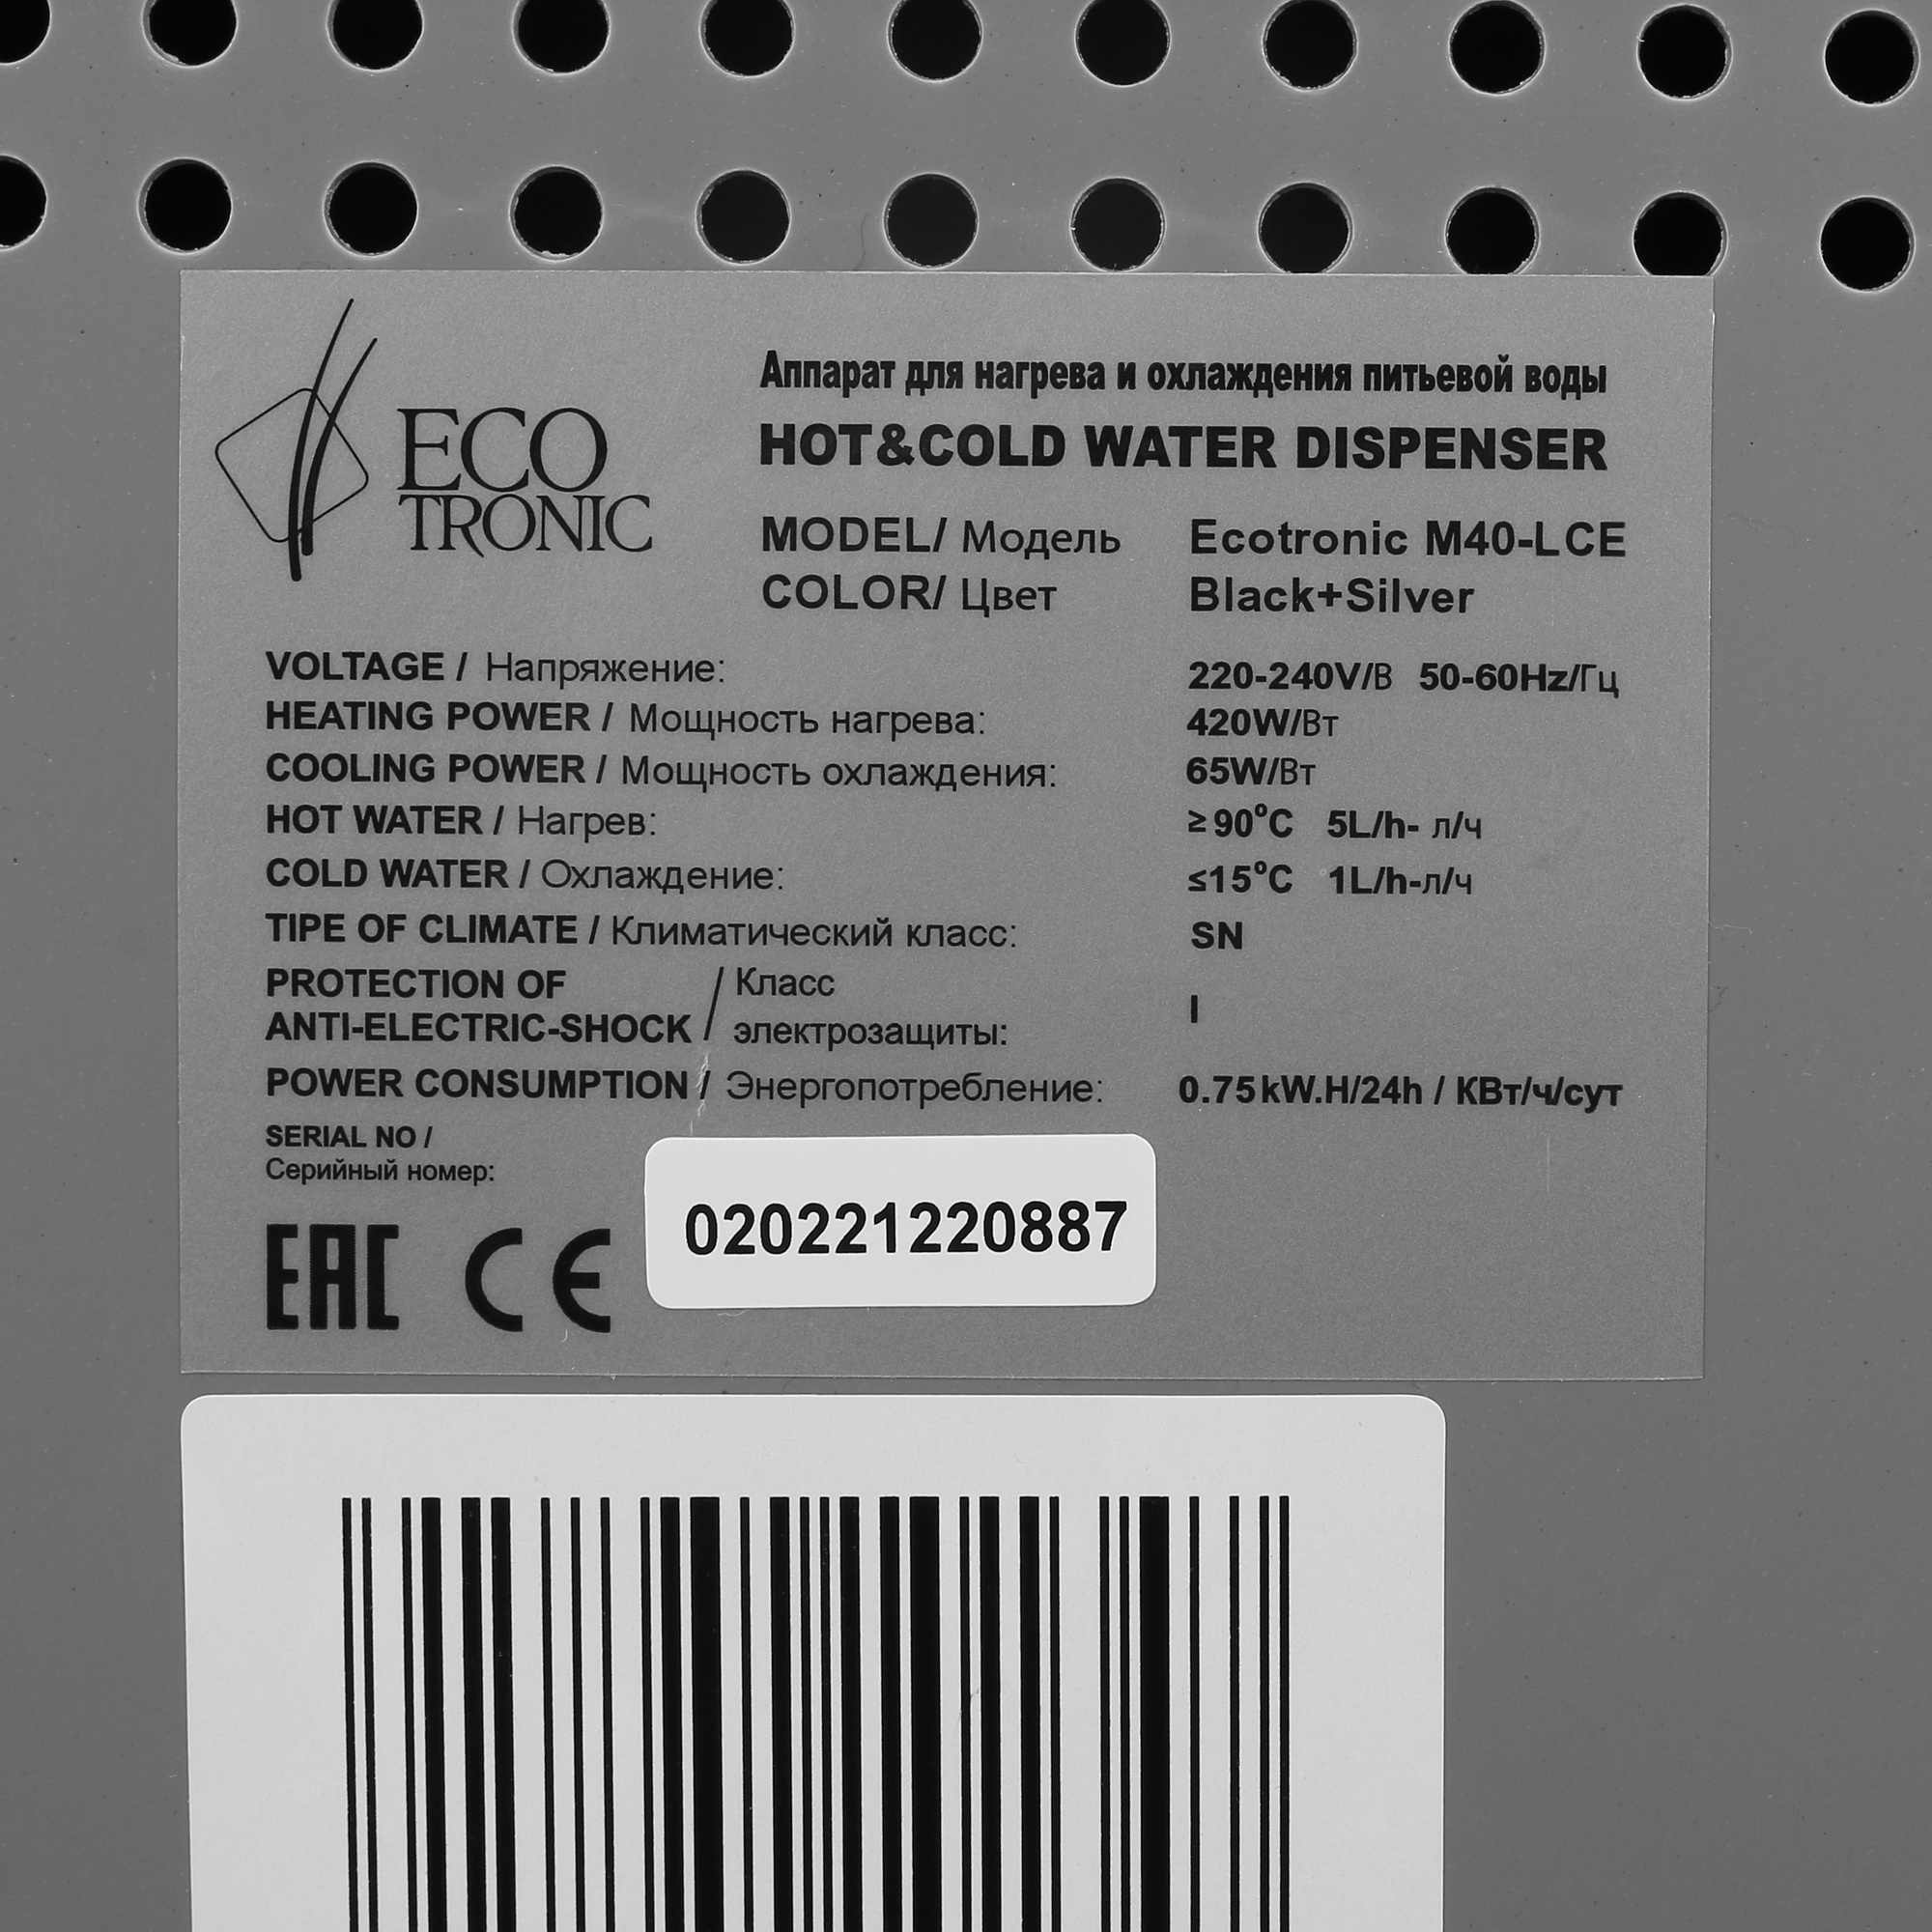 ECO
TRONIC
Аппарат для нагрева и охлаждения питьевой воды
HOT&COLD WATER DISPENSER
MODEL/ Модель Ecotronic M40-LCE
COLOR/ Цвет Black+Silver
VOLTAGE / Напряжение: 220-240V/В 50-60Hz/Гц
HEATING POWER / Мощность нагрева: 420W/Вт
COOLING POWER / Мощность охлаждения: 65W/Вт
HOT WATER / Нагрев: ≥90°C 5L/h- л/ч
COLD WATER / Охлаждение: ≤15°C 1L/h-л/ч
TIPE OF CLIMATE / Климатический класс: SN
PROTECTION OF / Класс
ANTI-ELECTRIC-SHOCK электрозащиты: I
POWER CONSUMPTION / Энергопотребление: 0.75kW.H/24h / КВт/ч/сут
SERIAL NO /
Серийный номер:
020221220887
EAC CE